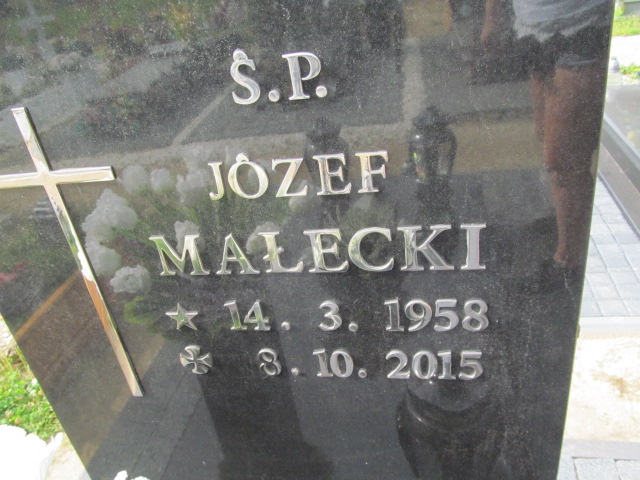 Ś.P.
JÓZEF
MAŁECKI
14. 3. 1958
8. 10. 2015